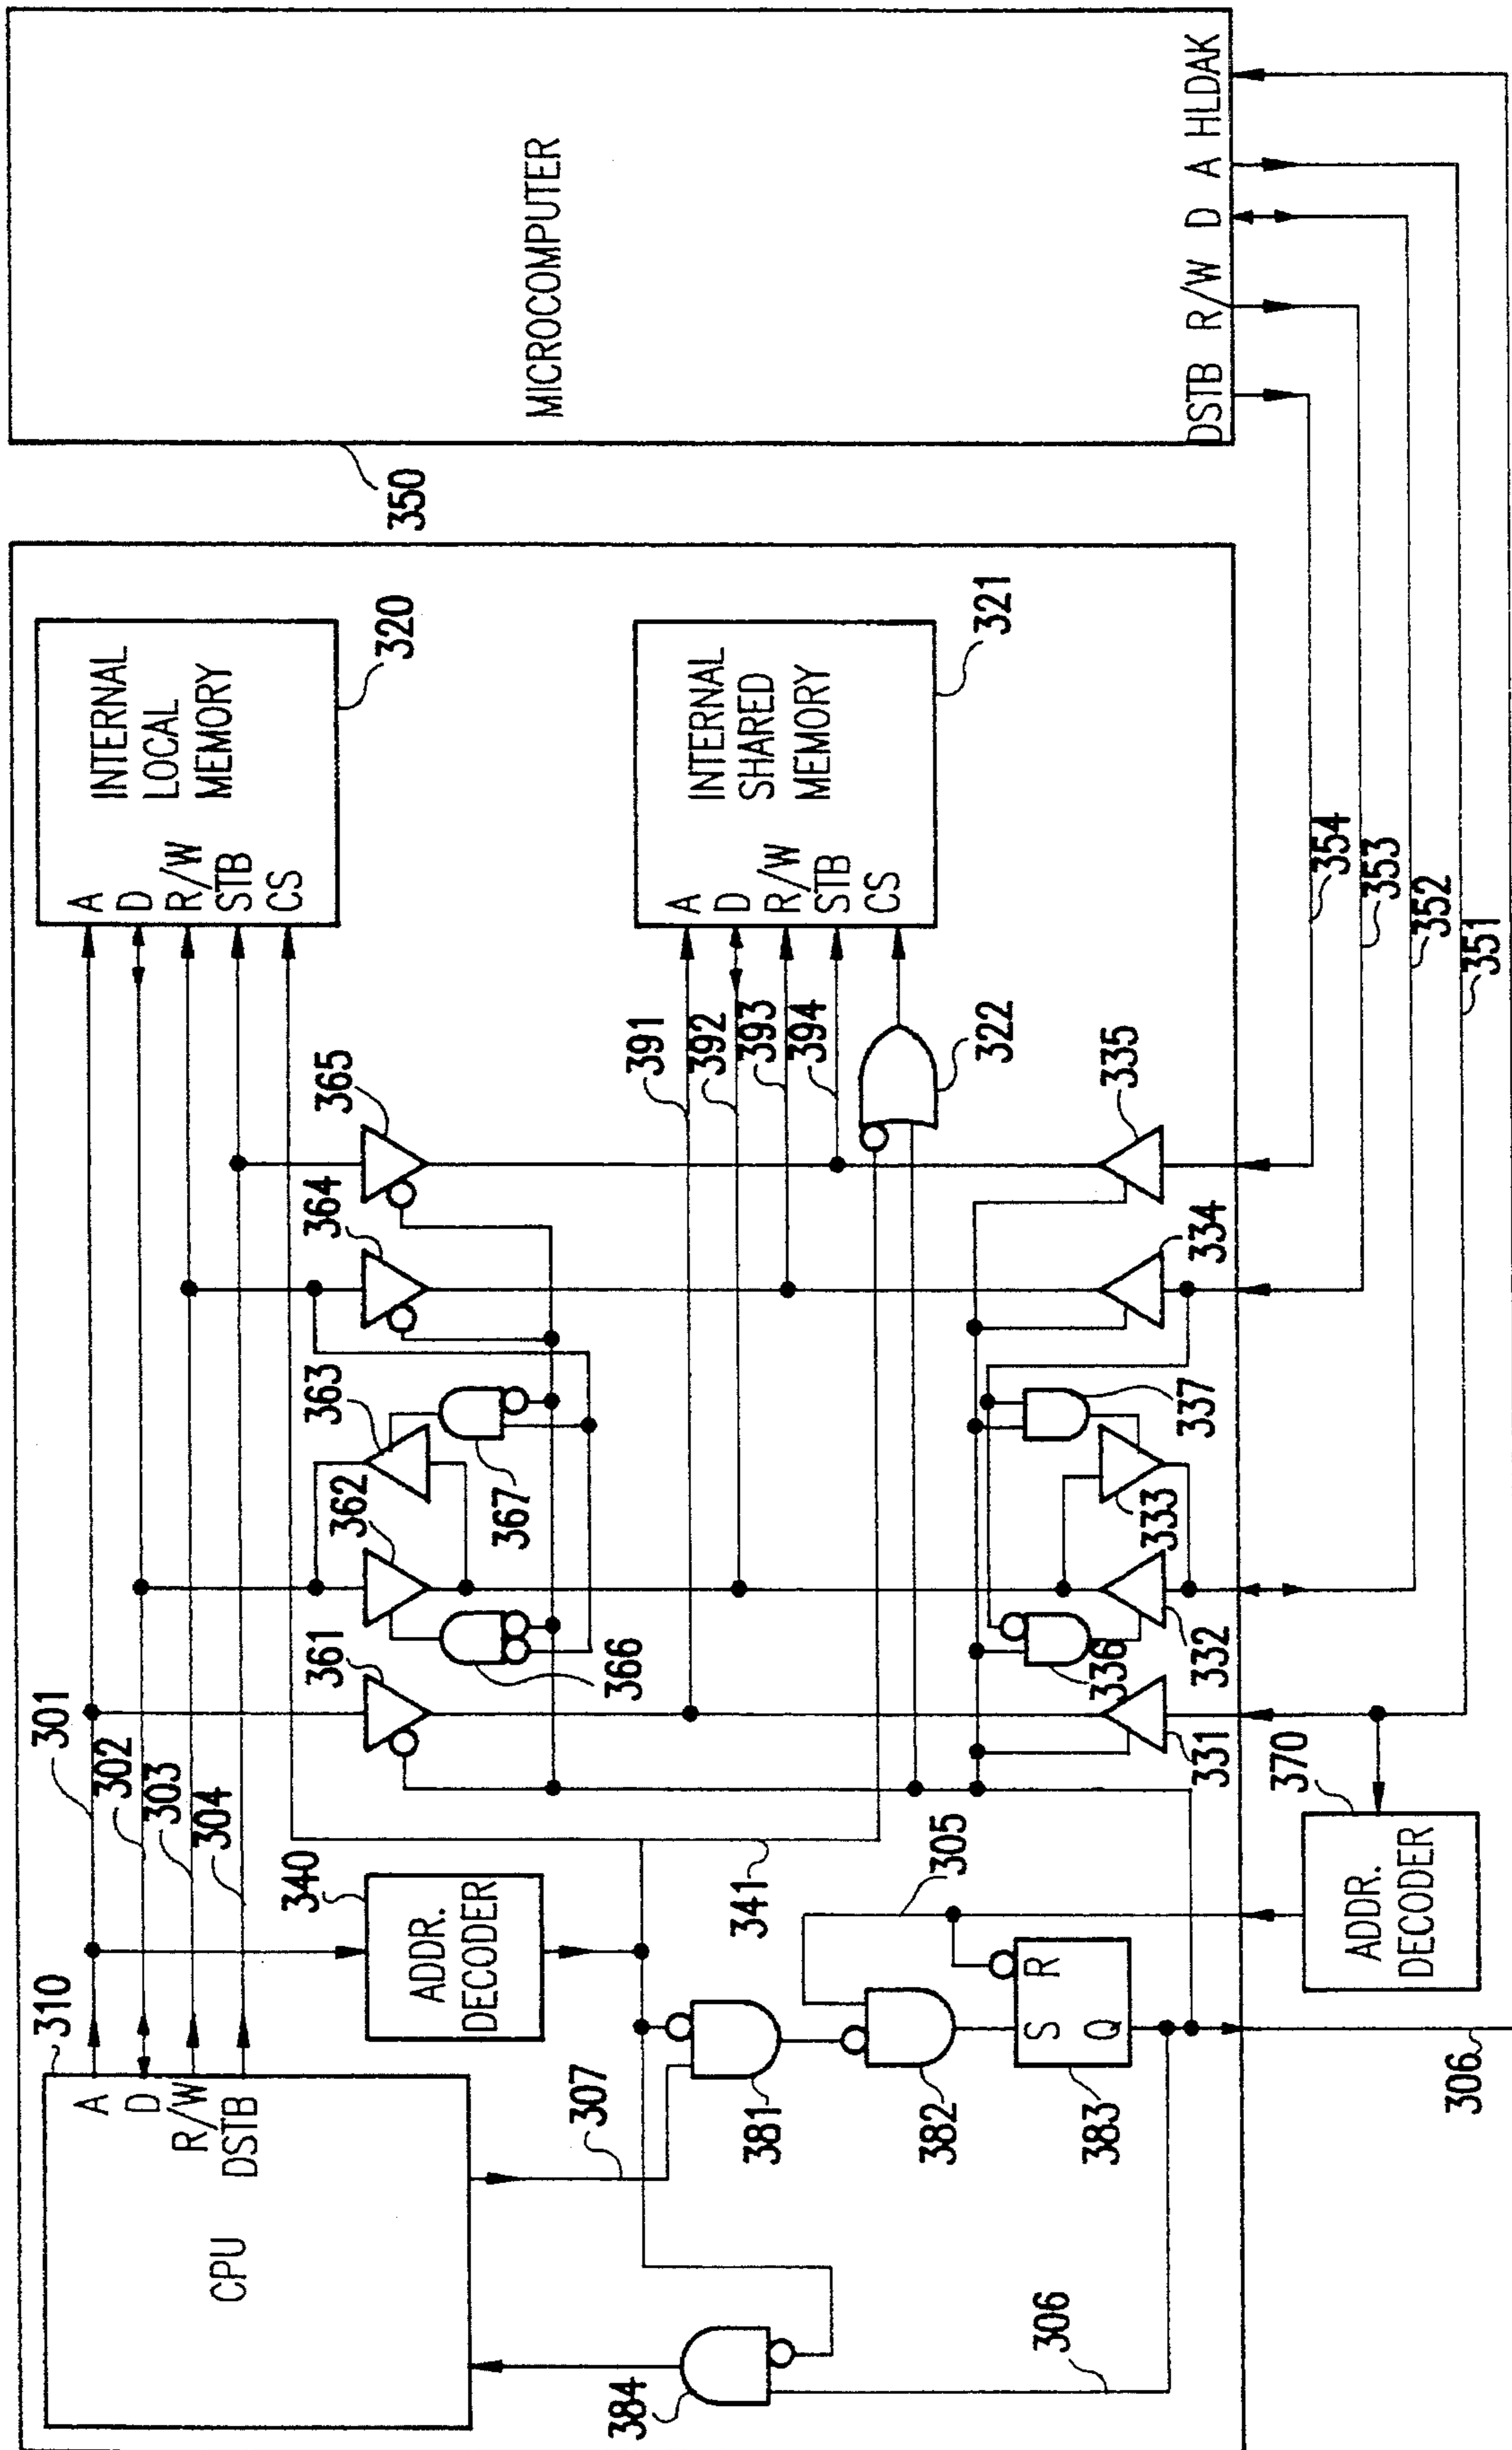 310
CPU
A
D
R/W
DSTB
301
302
303
304
340
ADDR.
DECODER
307
381
382
383
S
R
Q
384
306
306
305
341
361
362
363
364
365
366
367
INTERNAL
LOCAL
MEMORY
A
D
R/W
STB
CS
320
INTERNAL
SHARED
MEMORY
A
D
R/W
STB
CS
321
322
391
392
393
394
331
332
333
334
335
336
337
370
ADDR.
DECODER
MICROCOMPUTER
350
DSTB
R/W
D
A
HLDAK
354
353
352
351